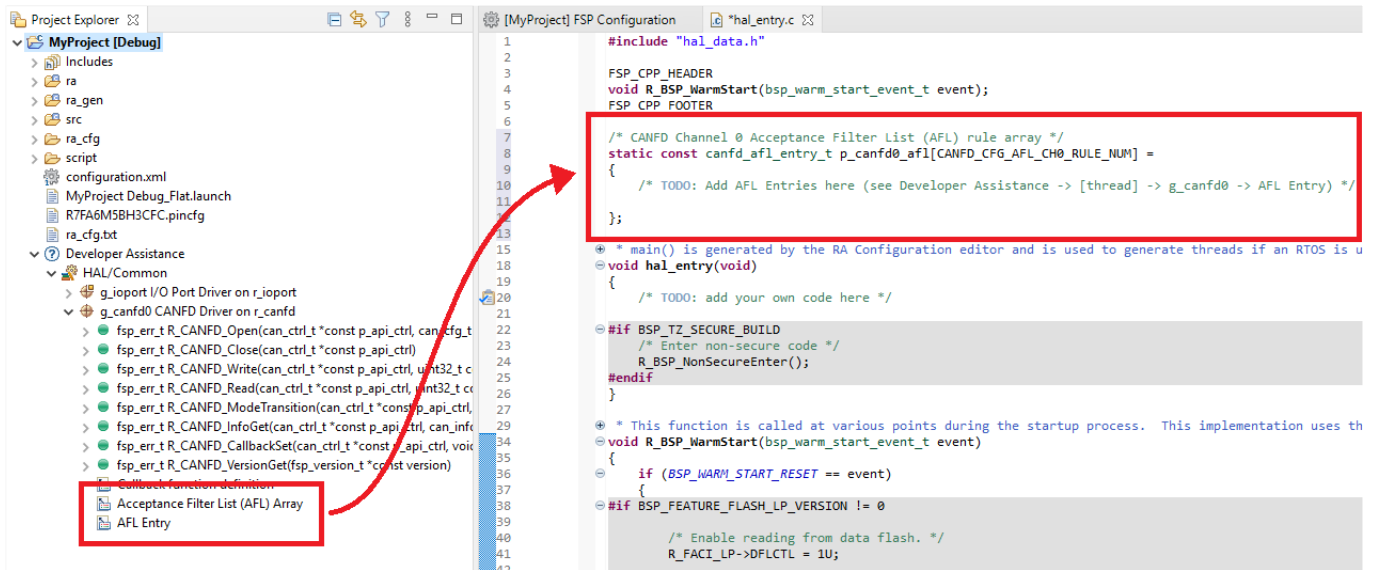 Project Explorer
MyProject [Debug]
Includes
ra
ra_gen
src
ra_cfg
script
configuration.xml
MyProject Debug_Flat.launch
R7FA6M5BH3CFC.pincfg
ra_cfg.txt
Developer Assistance
HAL/Common
g_ioport I/O Port Driver on r_ioport
g_canfd0 CANFD Driver on r_canfd
fsp_err_t R_CANFD_Open(can_ctrl_t *const p_api_ctrl, can_cfg_t
fsp_err_t R_CANFD_Close(can_ctrl_t *const p_api_ctrl)
fsp_err_t R_CANFD_Write(can_ctrl_t *const p_api_ctrl, uint32_t c
fsp_err_t R_CANFD_Read(can_ctrl_t *const p_api_ctrl, uint32_t c
fsp_err_t R_CANFD_ModeTransition(can_ctrl_t *const p_api_ctrl,
fsp_err_t R_CANFD_InfoGet(can_ctrl_t *const p_api_ctrl, can_info
fsp_err_t R_CANFD_CallbackSet(can_ctrl_t *const p_api_ctrl, voic
fsp_err_t R_CANFD_VersionGet(fsp_version_t *const version)
Callback function definition
Acceptance Filter List (AFL) Array
AFL Entry
[MyProject] FSP Configuration
*hal_entry.c
1 #include "hal_data.h"
2
3 FSP_CPP_HEADER
4 void R_BSP_WarmStart(bsp_warm_start_event_t event);
5 FSP_CPP_FOOTER
6
7 /* CANFD Channel 0 Acceptance Filter List (AFL) rule array */
8 static const canfd_afl_entry_t p_canfd0_afl[CANFD_CFG_AFL_CH0_RULE_NUM] =
9 {
10 /* TODO: Add AFL Entries here (see Developer Assistance -> [thread] -> g_canfd0 -> AFL Entry) */
11
12 };
13
15 * main() is generated by the RA Configuration editor and is used to generate threads if an RTOS is u
18 void hal_entry(void)
19 {
20 /* TODO: add your own code here */
21
22 #if BSP_TZ_SECURE_BUILD
23 /* Enter non-secure code */
24 R_BSP_NonSecureEnter();
25 #endif
26 }
27
29 * This function is called at various points during the startup process. This implementation uses th
34 void R_BSP_WarmStart(bsp_warm_start_event_t event)
35 {
36 if (BSP_WARM_START_RESET == event)
37 {
38 #if BSP_FEATURE_FLASH_LP_VERSION != 0
39
40 /* Enable reading from data flash. */
41 R_FACI_LP->DFLCTL = 1U;
42